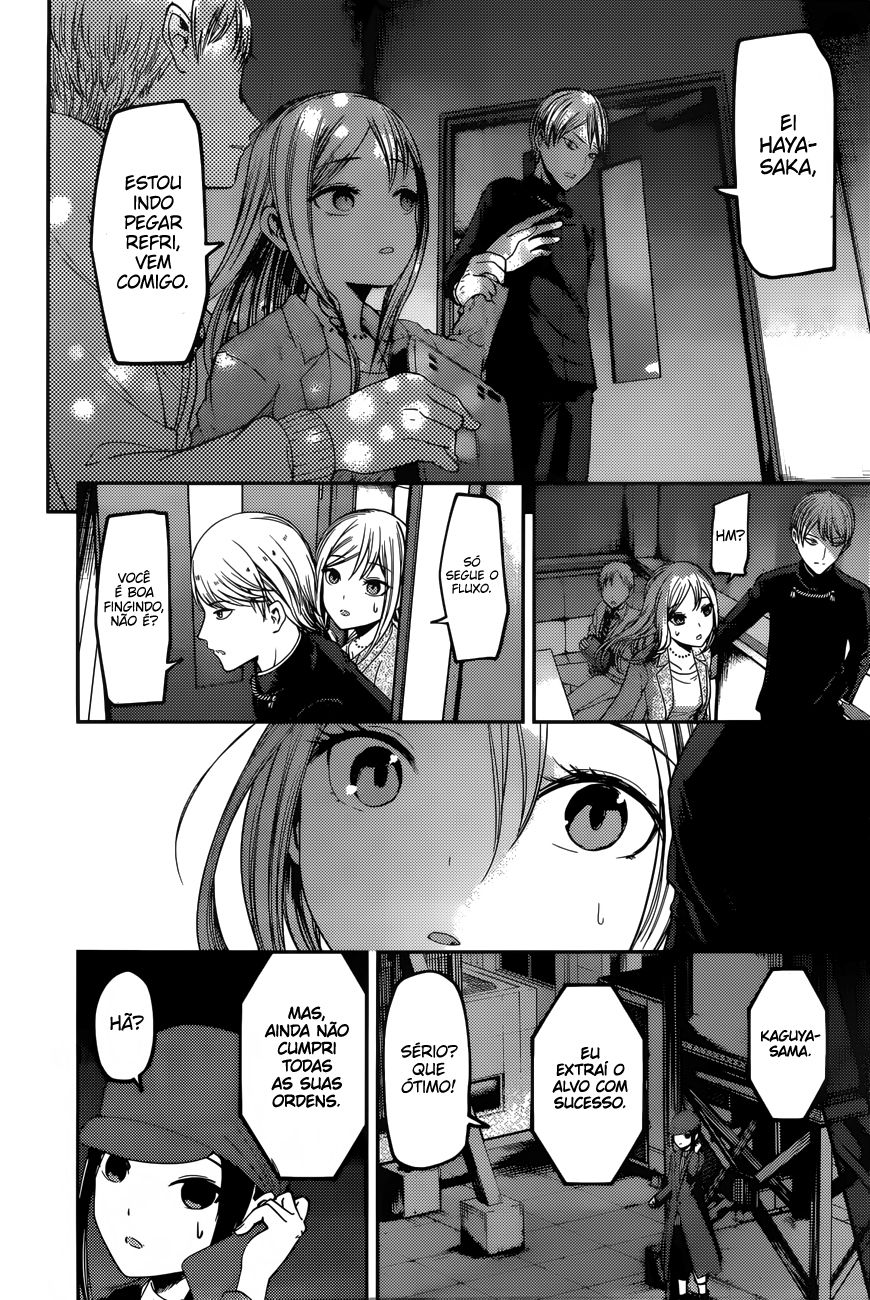 EI
HAYA-
SAKA,
ESTOU
INDO
PEGAR
REFRI,
VEM
COMIGO.
HM?
SÓ
SEGUE O
FLUXO.
VOCÊ
É BOA
FINGINDO,
NÃO É?
KAGUYA-
SAMA.
EU
EXTRAÍ O
ALVO COM
SUCESSO.
SÉRIO?
QUE
ÓTIMO!
MAS,
AINDA NÃO
CUMPRI
TODAS
AS SUAS
ORDENS.
HÃ?